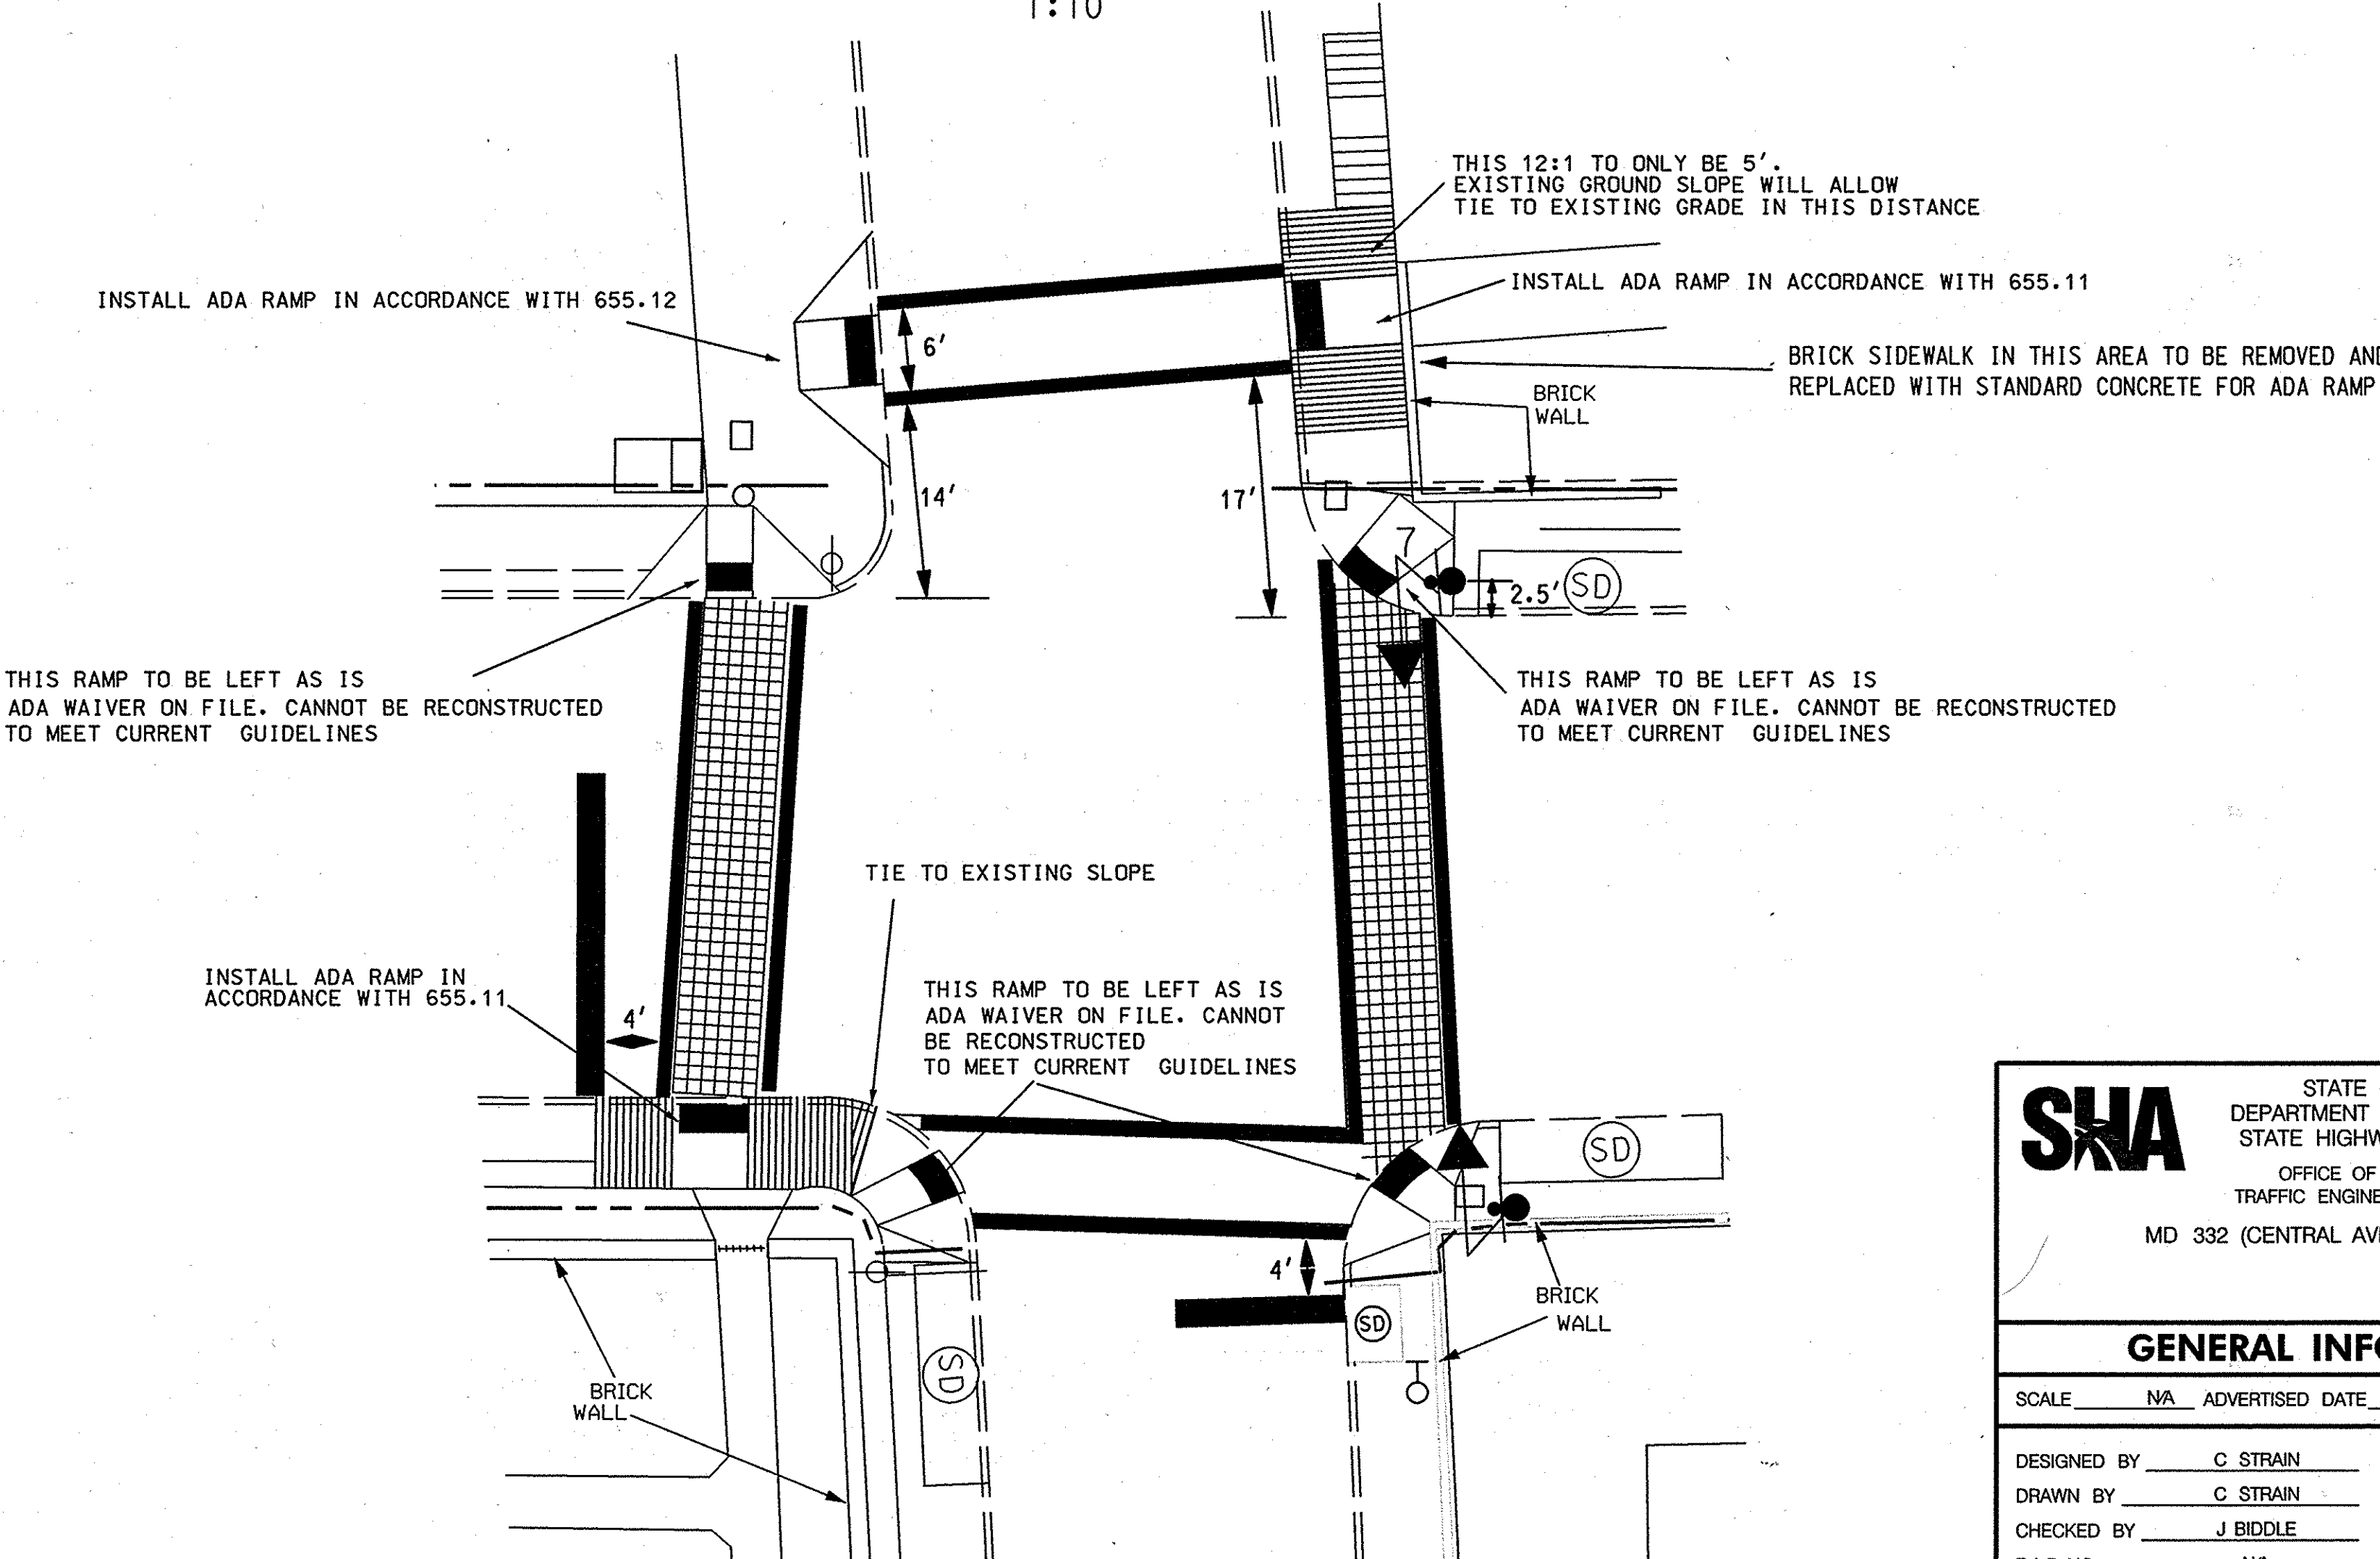 1:10
THIS 12:1 TO ONLY BE 5'.
EXISTING GROUND SLOPE WILL ALLOW
TIE TO EXISTING GRADE IN THIS DISTANCE
INSTALL ADA RAMP IN ACCORDANCE WITH 655.12
INSTALL ADA RAMP IN ACCORDANCE WITH 655.11
6'
BRICK SIDEWALK IN THIS AREA TO BE REMOVED AND
REPLACED WITH STANDARD CONCRETE FOR ADA RAMP
BRICK
WALL
14'
17'
7
2.5'
SD
THIS RAMP TO BE LEFT AS IS
ADA WAIVER ON FILE. CANNOT BE RECONSTRUCTED
TO MEET CURRENT GUIDELINES
THIS RAMP TO BE LEFT AS IS
ADA WAIVER ON FILE. CANNOT BE RECONSTRUCTED
TO MEET CURRENT GUIDELINES
TIE TO EXISTING SLOPE
INSTALL ADA RAMP IN
ACCORDANCE WITH 655.11
4'
THIS RAMP TO BE LEFT AS IS
ADA WAIVER ON FILE. CANNOT
BE RECONSTRUCTED
TO MEET CURRENT GUIDELINES
SD
4'
BRICK
WALL
SD
SD
BRICK
WALL
SHA
STATE
DEPARTMENT
STATE HIGHW
OFFICE OF
TRAFFIC ENGINE
MD 332 (CENTRAL AV
GENERAL INFO
SCALE N/A ADVERTISED DATE
DESIGNED BY C STRAIN
DRAWN BY C STRAIN
CHECKED BY J BIDDLE